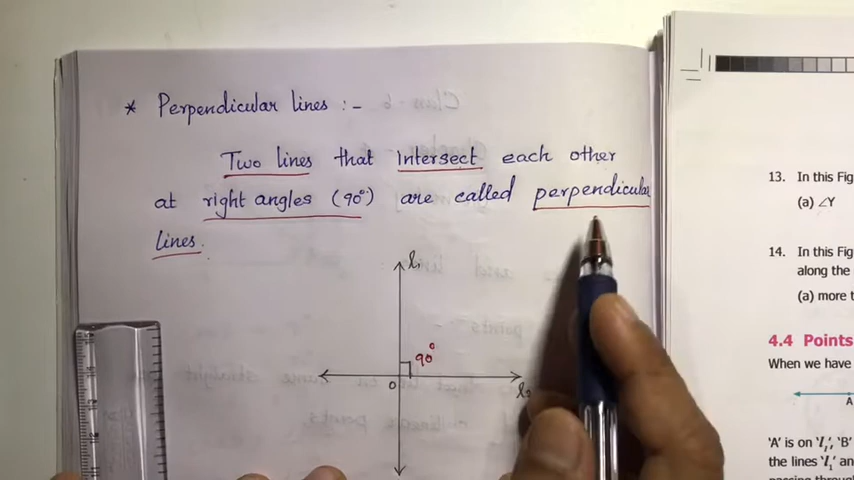 * Perpendicular lines :-
Two lines that intersect each other
at right angles (90°) are called perpendicular
lines.
l₁
90°
O
l₂
13. In this Fig
(a) ∠Y
14. In this Fig
along the
(a) more t
4.4 Points
When we have
A
'A' is on 'l₁', 'B'
the lines 'l₁' an